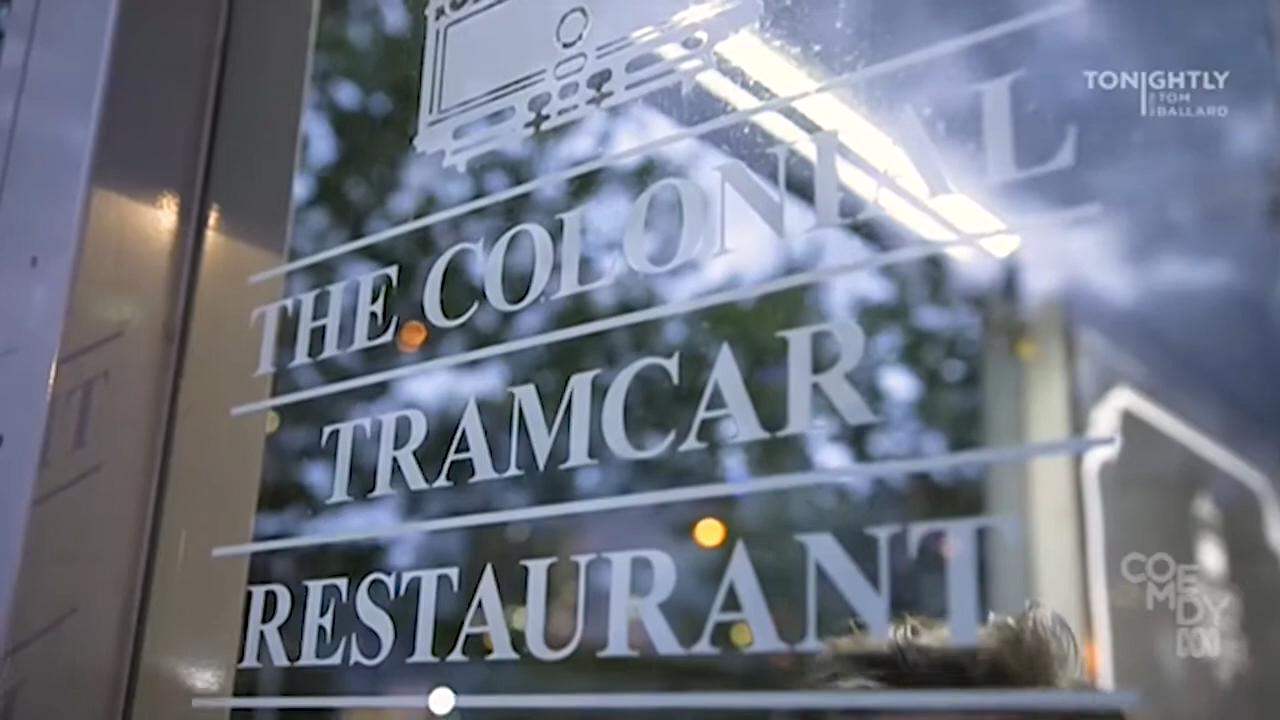 THE COLONIAL
TRAMCAR
RESTAURANT
TONIGHTLY
TOM
BALLARD
COMEDY